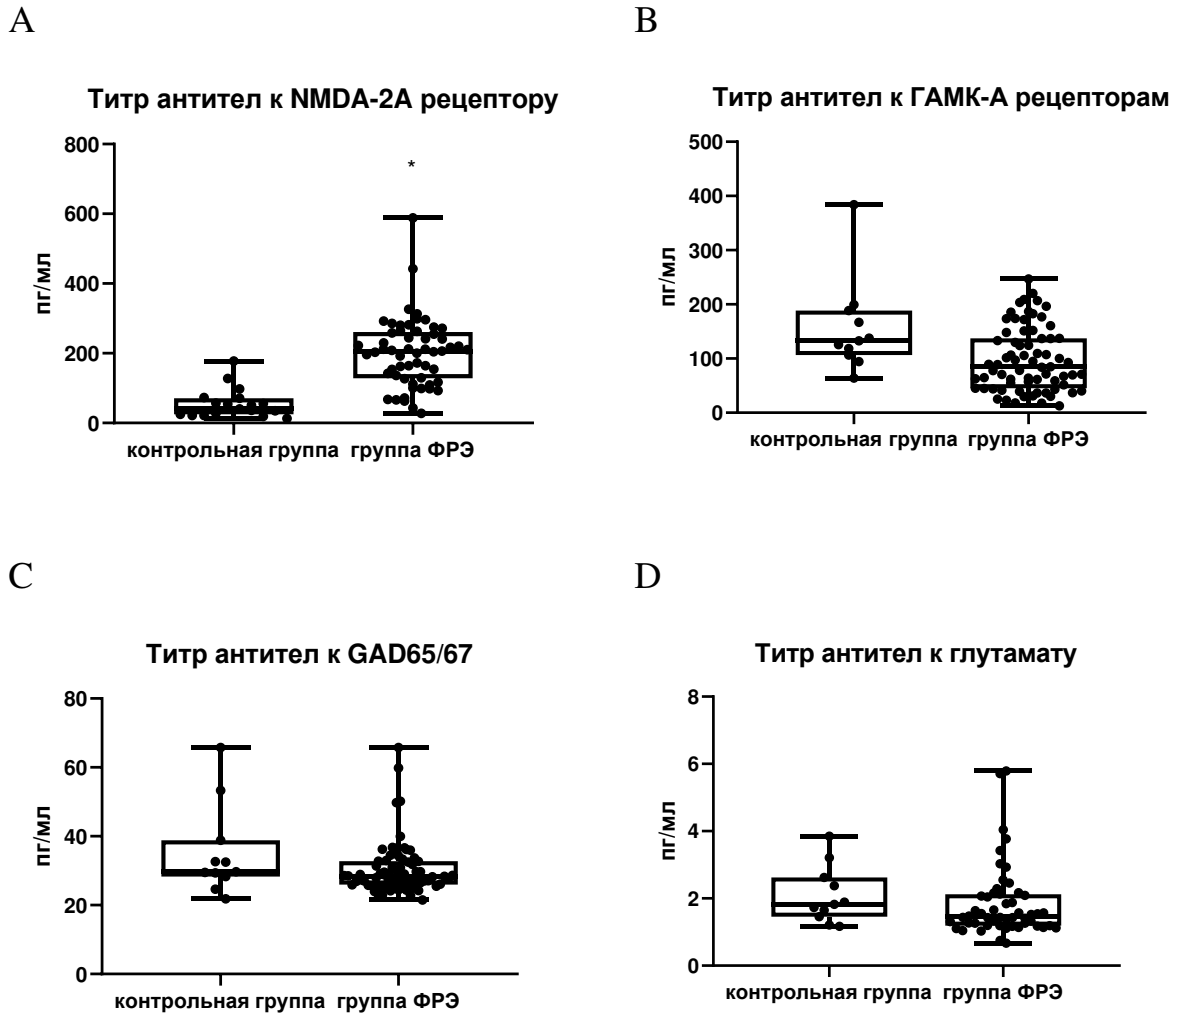 A
Титр антител к NMDA-2A рецептору
800
600
400
200
0
пг/мл
*
контрольная группа группа ФРЭ
B
Титр антител к ГАМК-А рецепторам
500
400
300
200
100
0
пг/мл
контрольная группа группа ФРЭ
C
Титр антител к GAD65/67
80
60
40
20
0
пг/мл
контрольная группа группа ФРЭ
D
Титр антител к глутамату
8
6
4
2
0
пг/мл
контрольная группа группа ФРЭ